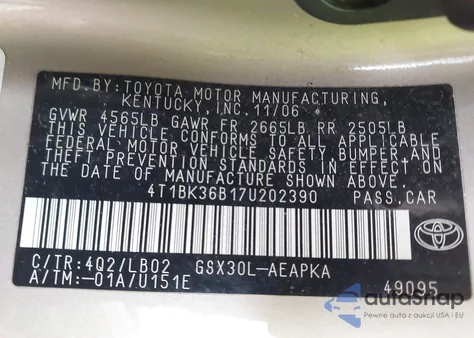 MFD.BY:TOYOTA MOTOR MANUFACTURING,
KENTUCKY,INC.11/06
GVWR 4565LB GAWR FR 2665LB RR 2505LB
THIS VEHICLE CONFORMS TO ALL APPLICABLE
FEDERAL MOTOR VEHICLE SAFETY,BUMPER,AND
THEFT PREVENTION STANDARDS IN EFFECT ON
THE DATE OF MANUFACTURE SHOWN ABOVE.
4T1BK36B17U202390 PASS.CAR
C/TR:4Q2/LB02 GSX30L-AEAPKA
A/TM:-01A/U151E 49095
TOYOTA
autaSnap
Pewne auta z USA i EU